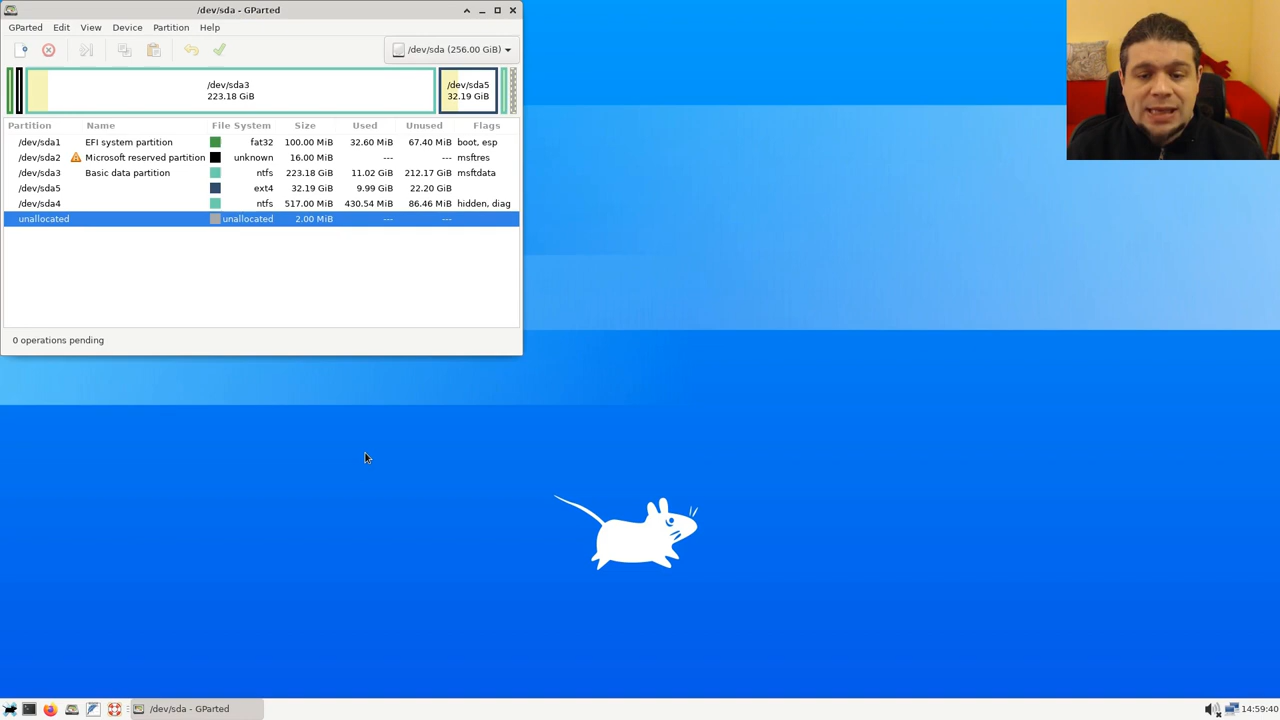 /dev/sda - GParted
GParted Edit View Device Partition Help
/dev/sda (256.00 GiB)
/dev/sda3
223.18 GiB
/dev/sda5
32.19 GiB
Partition Name File System Size Used Unused Flags
/dev/sda1 EFI system partition fat32 100.00 MiB 32.60 MiB 67.40 MiB boot, esp
/dev/sda2 Microsoft reserved partition unknown 16.00 MiB --- --- msftres
/dev/sda3 Basic data partition ntfs 223.18 GiB 11.02 GiB 212.17 GiB msftdata
/dev/sda5 ext4 32.19 GiB 9.99 GiB 22.20 GiB
/dev/sda4 ntfs 517.00 MiB 430.54 MiB 86.46 MiB hidden, diag
unallocated unallocated 2.00 MiB --- ---
0 operations pending
/dev/sda - GParted
14:59:40